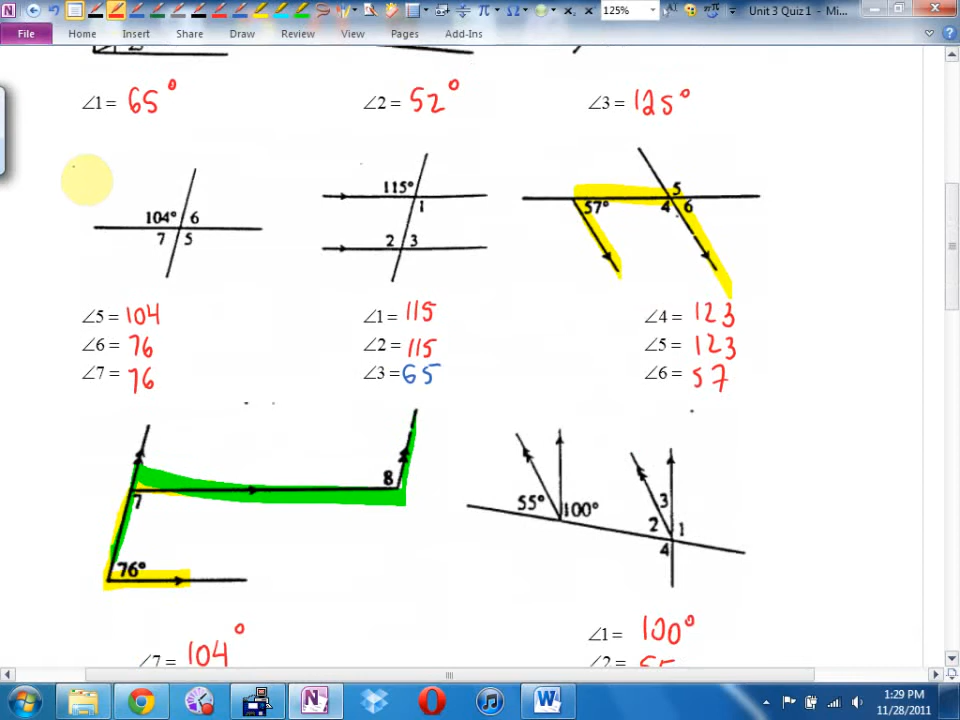 125%
Unit 3 Quiz 1 - Mi...
File Home Insert Share Draw Review View Pages Add-Ins
∠1 = 65° ∠2 = 52° ∠3 = 125°
104° 6
7 5
115°
1
2 3
5
57° 4 6
∠5 = 104 ∠1 = 115 ∠4 = 123
∠6 = 76 ∠2 = 115 ∠5 = 123
∠7 = 76 ∠3 = 65 ∠6 = 57
8
7
76°
55° 100°
3
2 1
4
∠1 = 100°
∠7 = 104°
∠2 = 55
1:29 PM
11/28/2011